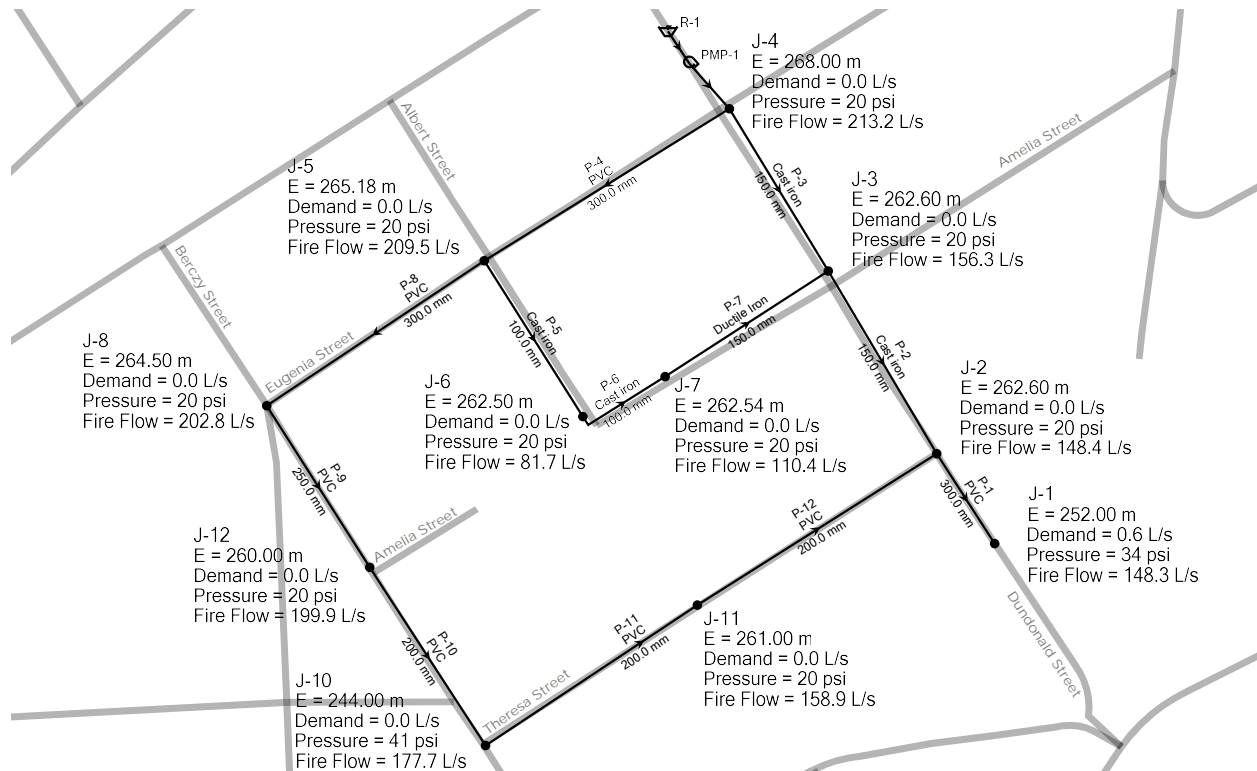 R-1
PMP-1
J-4
E = 268.00 m
Demand = 0.0 L/s
Pressure = 20 psi
Fire Flow = 213.2 L/s
Albert Street
Amelia Street
J-5
E = 265.18 m
Demand = 0.0 L/s
Pressure = 20 psi
Fire Flow = 209.5 L/s
P-4
PVC
300.0 mm
P-3
Cast iron
150.0 mm
J-3
E = 262.60 m
Demand = 0.0 L/s
Pressure = 20 psi
Fire Flow = 156.3 L/s
Berczy Street
P-8
PVC
300.0 mm
P-5
Cast iron
100.0 mm
P-7
Ductile Iron
150.0 mm
J-8
E = 264.50 m
Demand = 0.0 L/s
Pressure = 20 psi
Fire Flow = 202.8 L/s
Eugenia Street
J-6
E = 262.50 m
Demand = 0.0 L/s
Pressure = 20 psi
Fire Flow = 81.7 L/s
P-6
Cast iron
100.0 mm
J-7
E = 262.54 m
Demand = 0.0 L/s
Pressure = 20 psi
Fire Flow = 110.4 L/s
P-2
Cast iron
150.0 mm
J-2
E = 262.60 m
Demand = 0.0 L/s
Pressure = 20 psi
Fire Flow = 148.4 L/s
P-9
PVC
250.0 mm
P-12
PVC
200.0 mm
P-1
PVC
300.0 mm
J-1
E = 252.00 m
Demand = 0.6 L/s
Pressure = 34 psi
Fire Flow = 148.3 L/s
J-12
E = 260.00 m
Demand = 0.0 L/s
Pressure = 20 psi
Fire Flow = 199.9 L/s
Amelia Street
P-10
PVC
200.0 mm
P-11
PVC
200.0 mm
J-11
E = 261.00 m
Demand = 0.0 L/s
Pressure = 20 psi
Fire Flow = 158.9 L/s
Dundonald Street
J-10
E = 244.00 m
Demand = 0.0 L/s
Pressure = 41 psi
Fire Flow = 177.7 L/s
Theresa Street